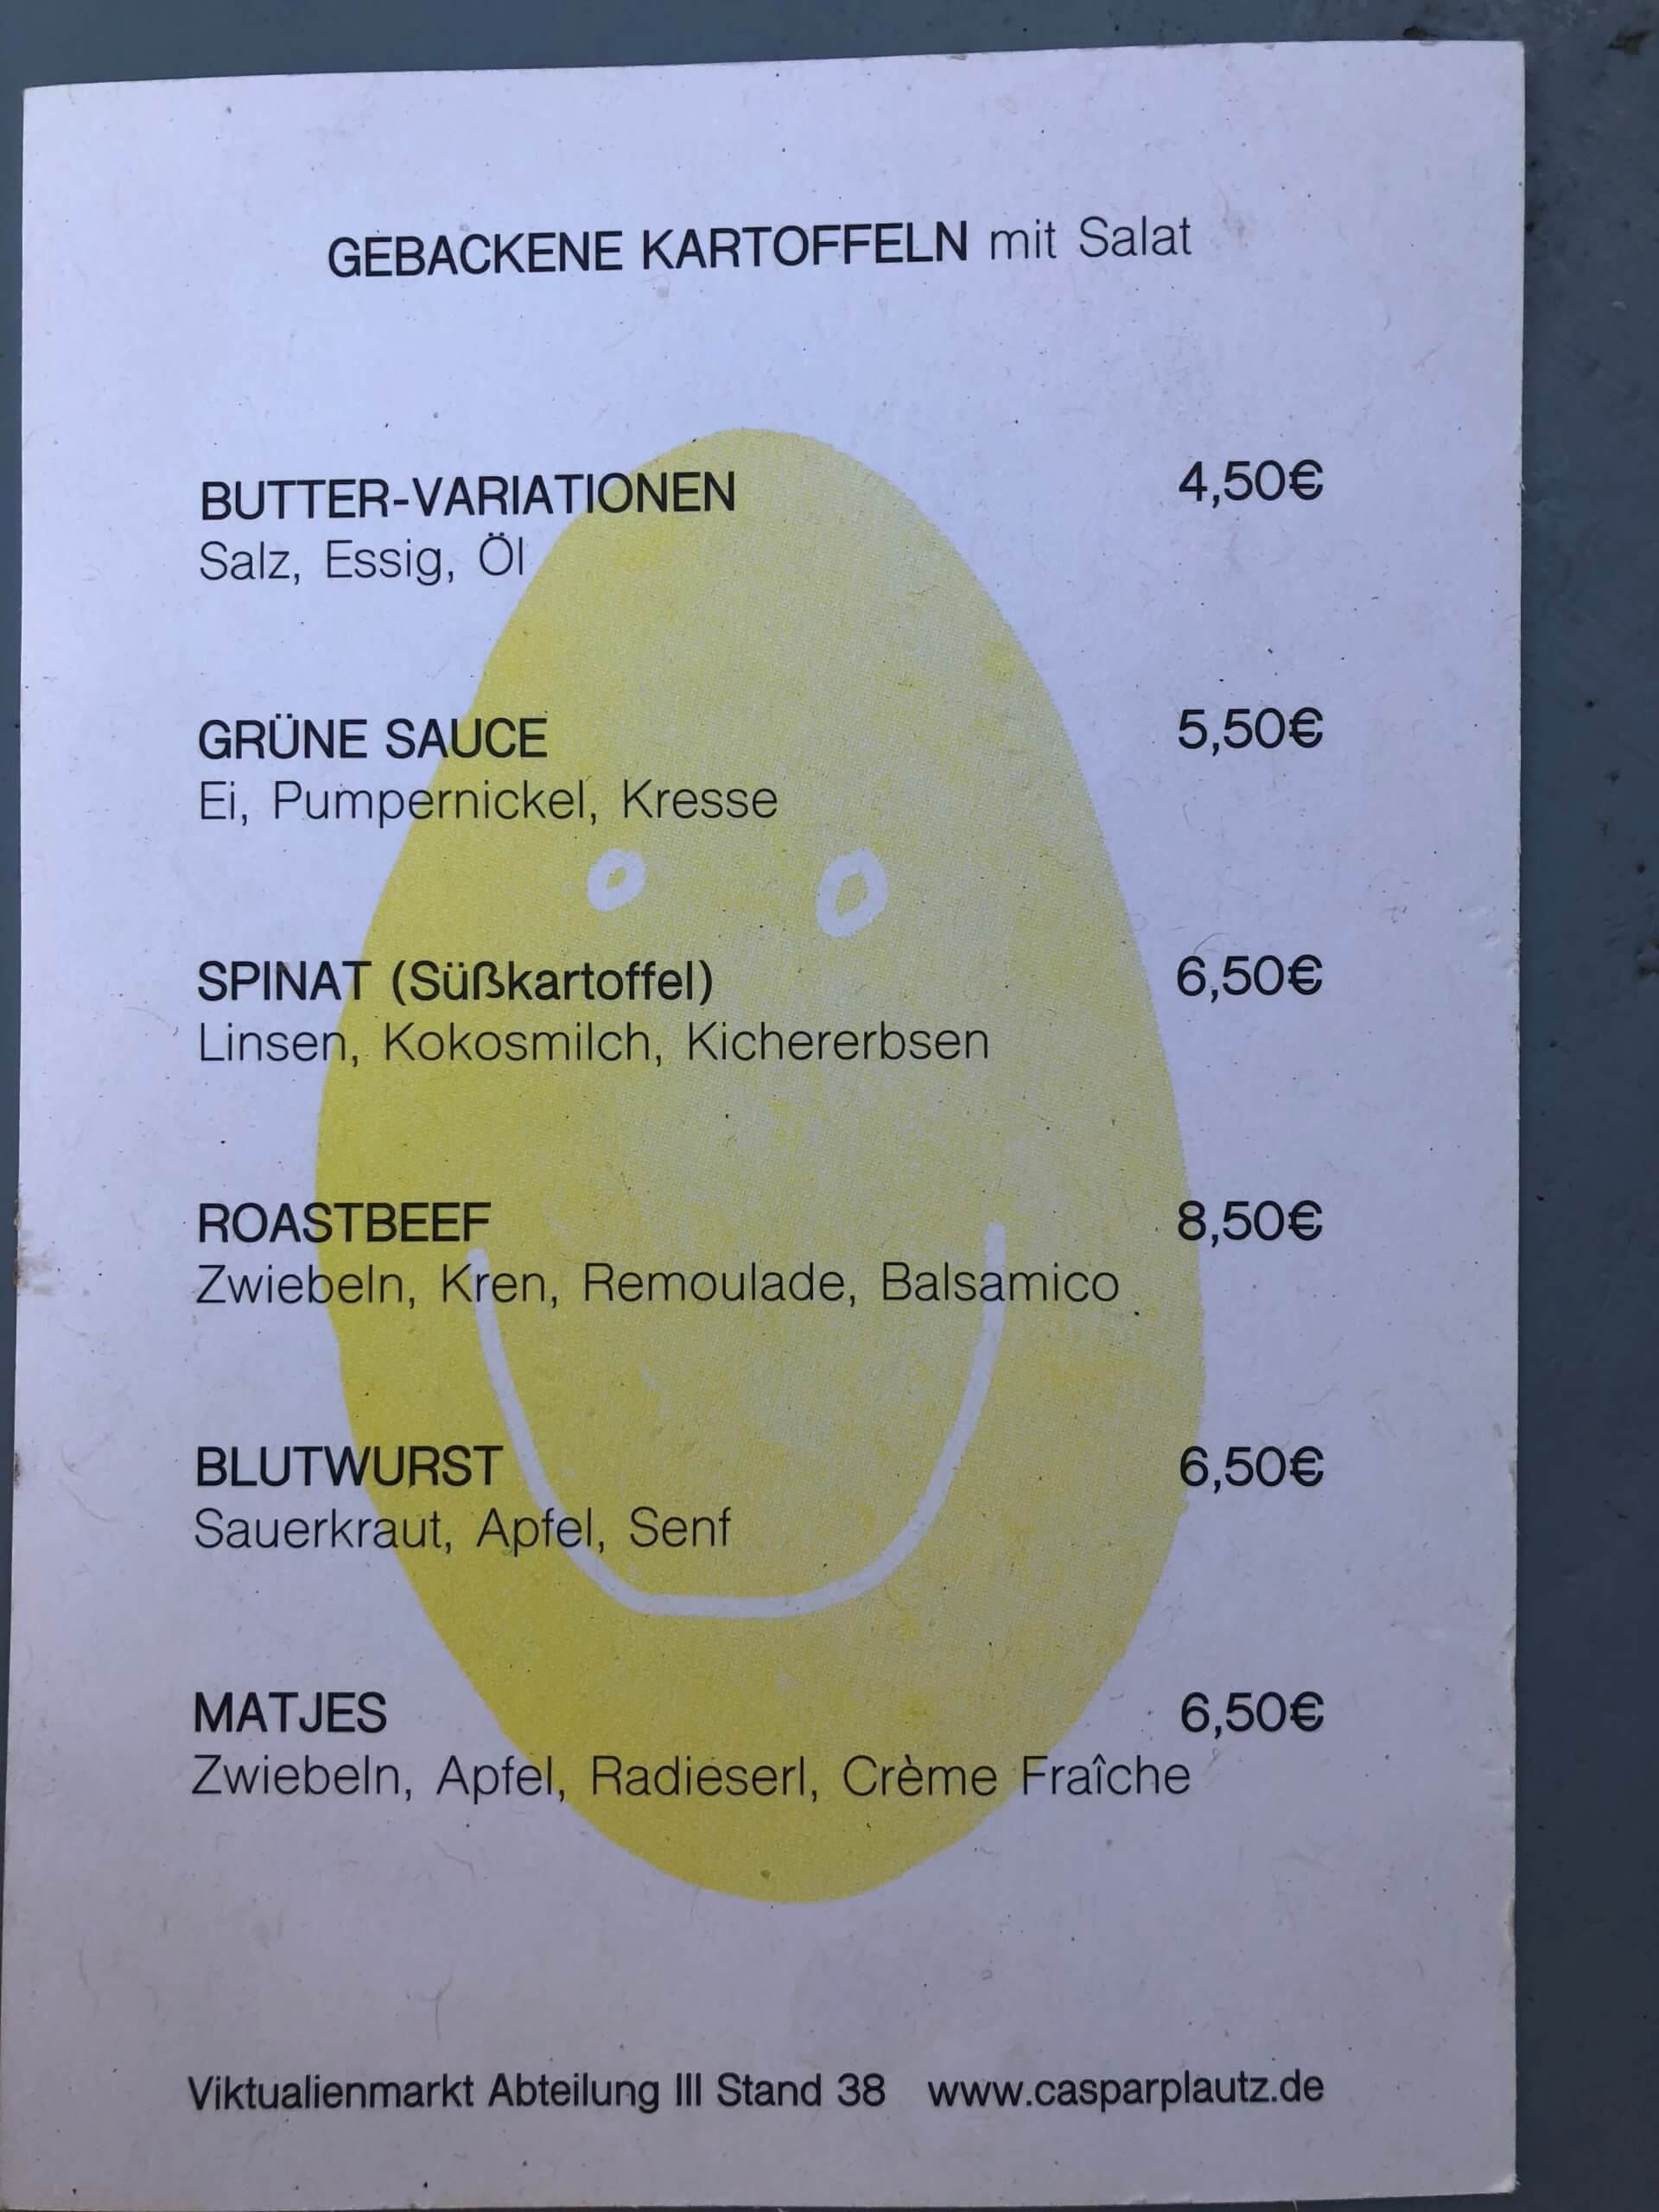 GEBACKENE KARTOFFELN mit Salat
BUTTER-VARIATIONEN 4,50€
Salz, Essig, Öl
GRÜNE SAUCE 5,50€
Ei, Pumpernickel, Kresse
SPINAT (Süßkartoffel) 6,50€
Linsen, Kokosmilch, Kichererbsen
ROASTBEEF 8,50€
Zwiebeln, Kren, Remoulade, Balsamico
BLUTWURST 6,50€
Sauerkraut, Apfel, Senf
MATJES 6,50€
Zwiebeln, Apfel, Radieserl, Crème Fraîche
Viktualienmarkt Abteilung III Stand 38 www.casparplautz.de